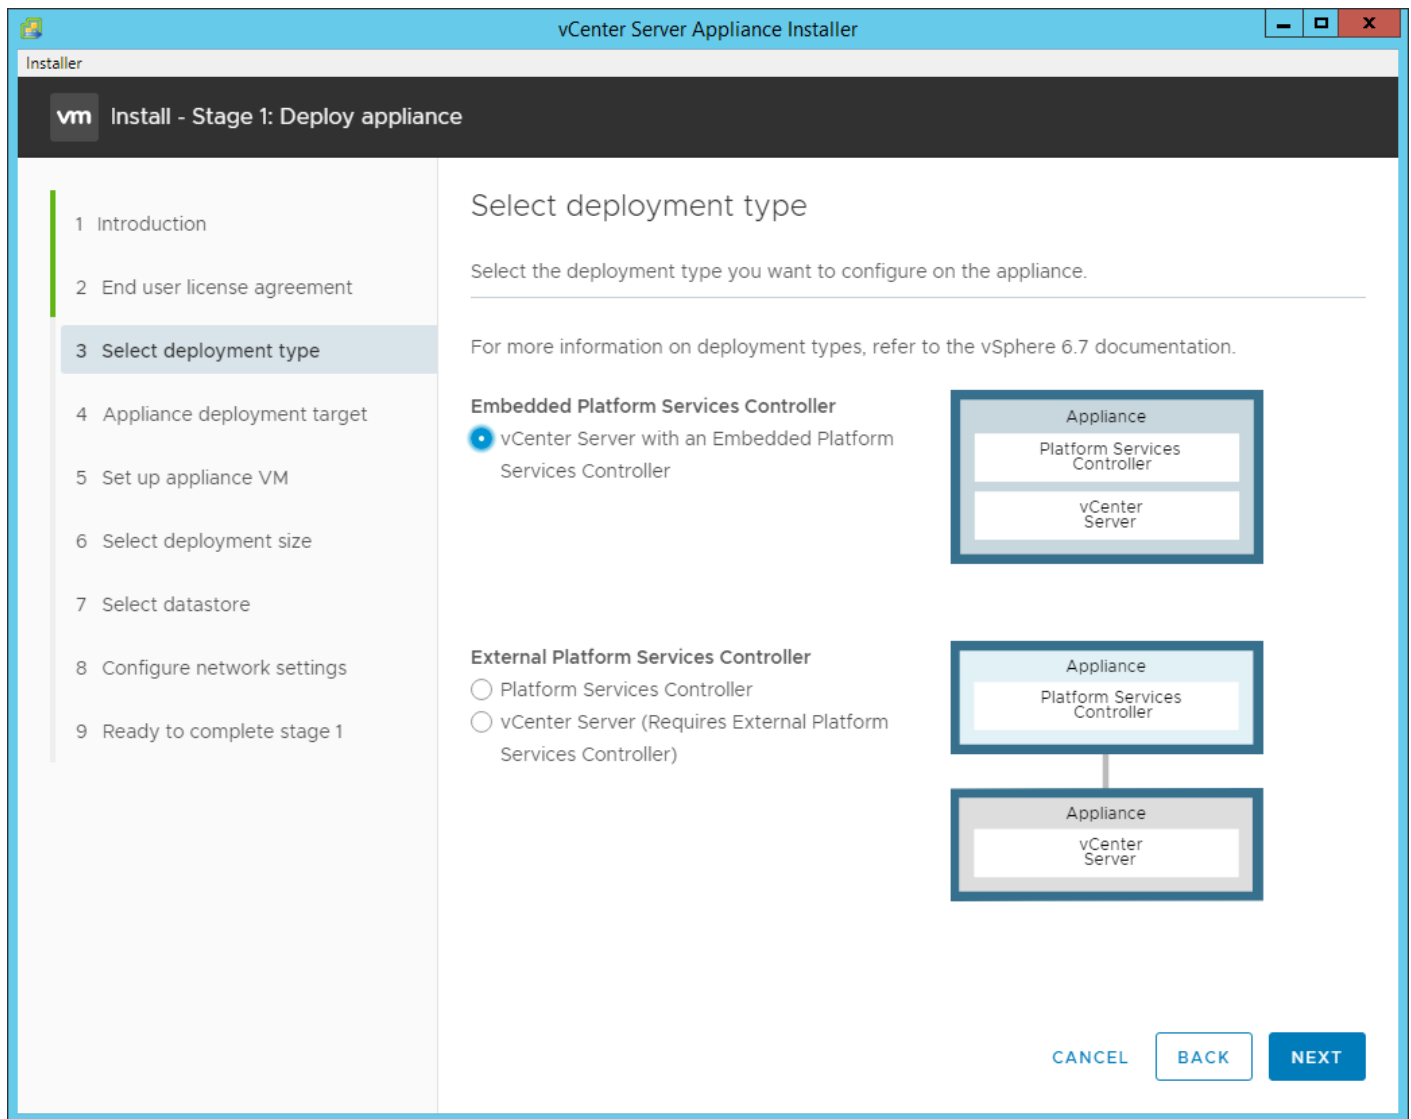 vCenter Server Appliance Installer
Installer
vm Install - Stage 1: Deploy appliance
1 Introduction
2 End user license agreement
3 Select deployment type
4 Appliance deployment target
5 Set up appliance VM
6 Select deployment size
7 Select datastore
8 Configure network settings
9 Ready to complete stage 1
Select deployment type
Select the deployment type you want to configure on the appliance.
For more information on deployment types, refer to the vSphere 6.7 documentation.
Embedded Platform Services Controller
vCenter Server with an Embedded Platform
Services Controller
Appliance
Platform Services
Controller
vCenter
Server
External Platform Services Controller
Platform Services Controller
vCenter Server (Requires External Platform
Services Controller)
Appliance
Platform Services
Controller
Appliance
vCenter
Server
CANCEL
BACK
NEXT